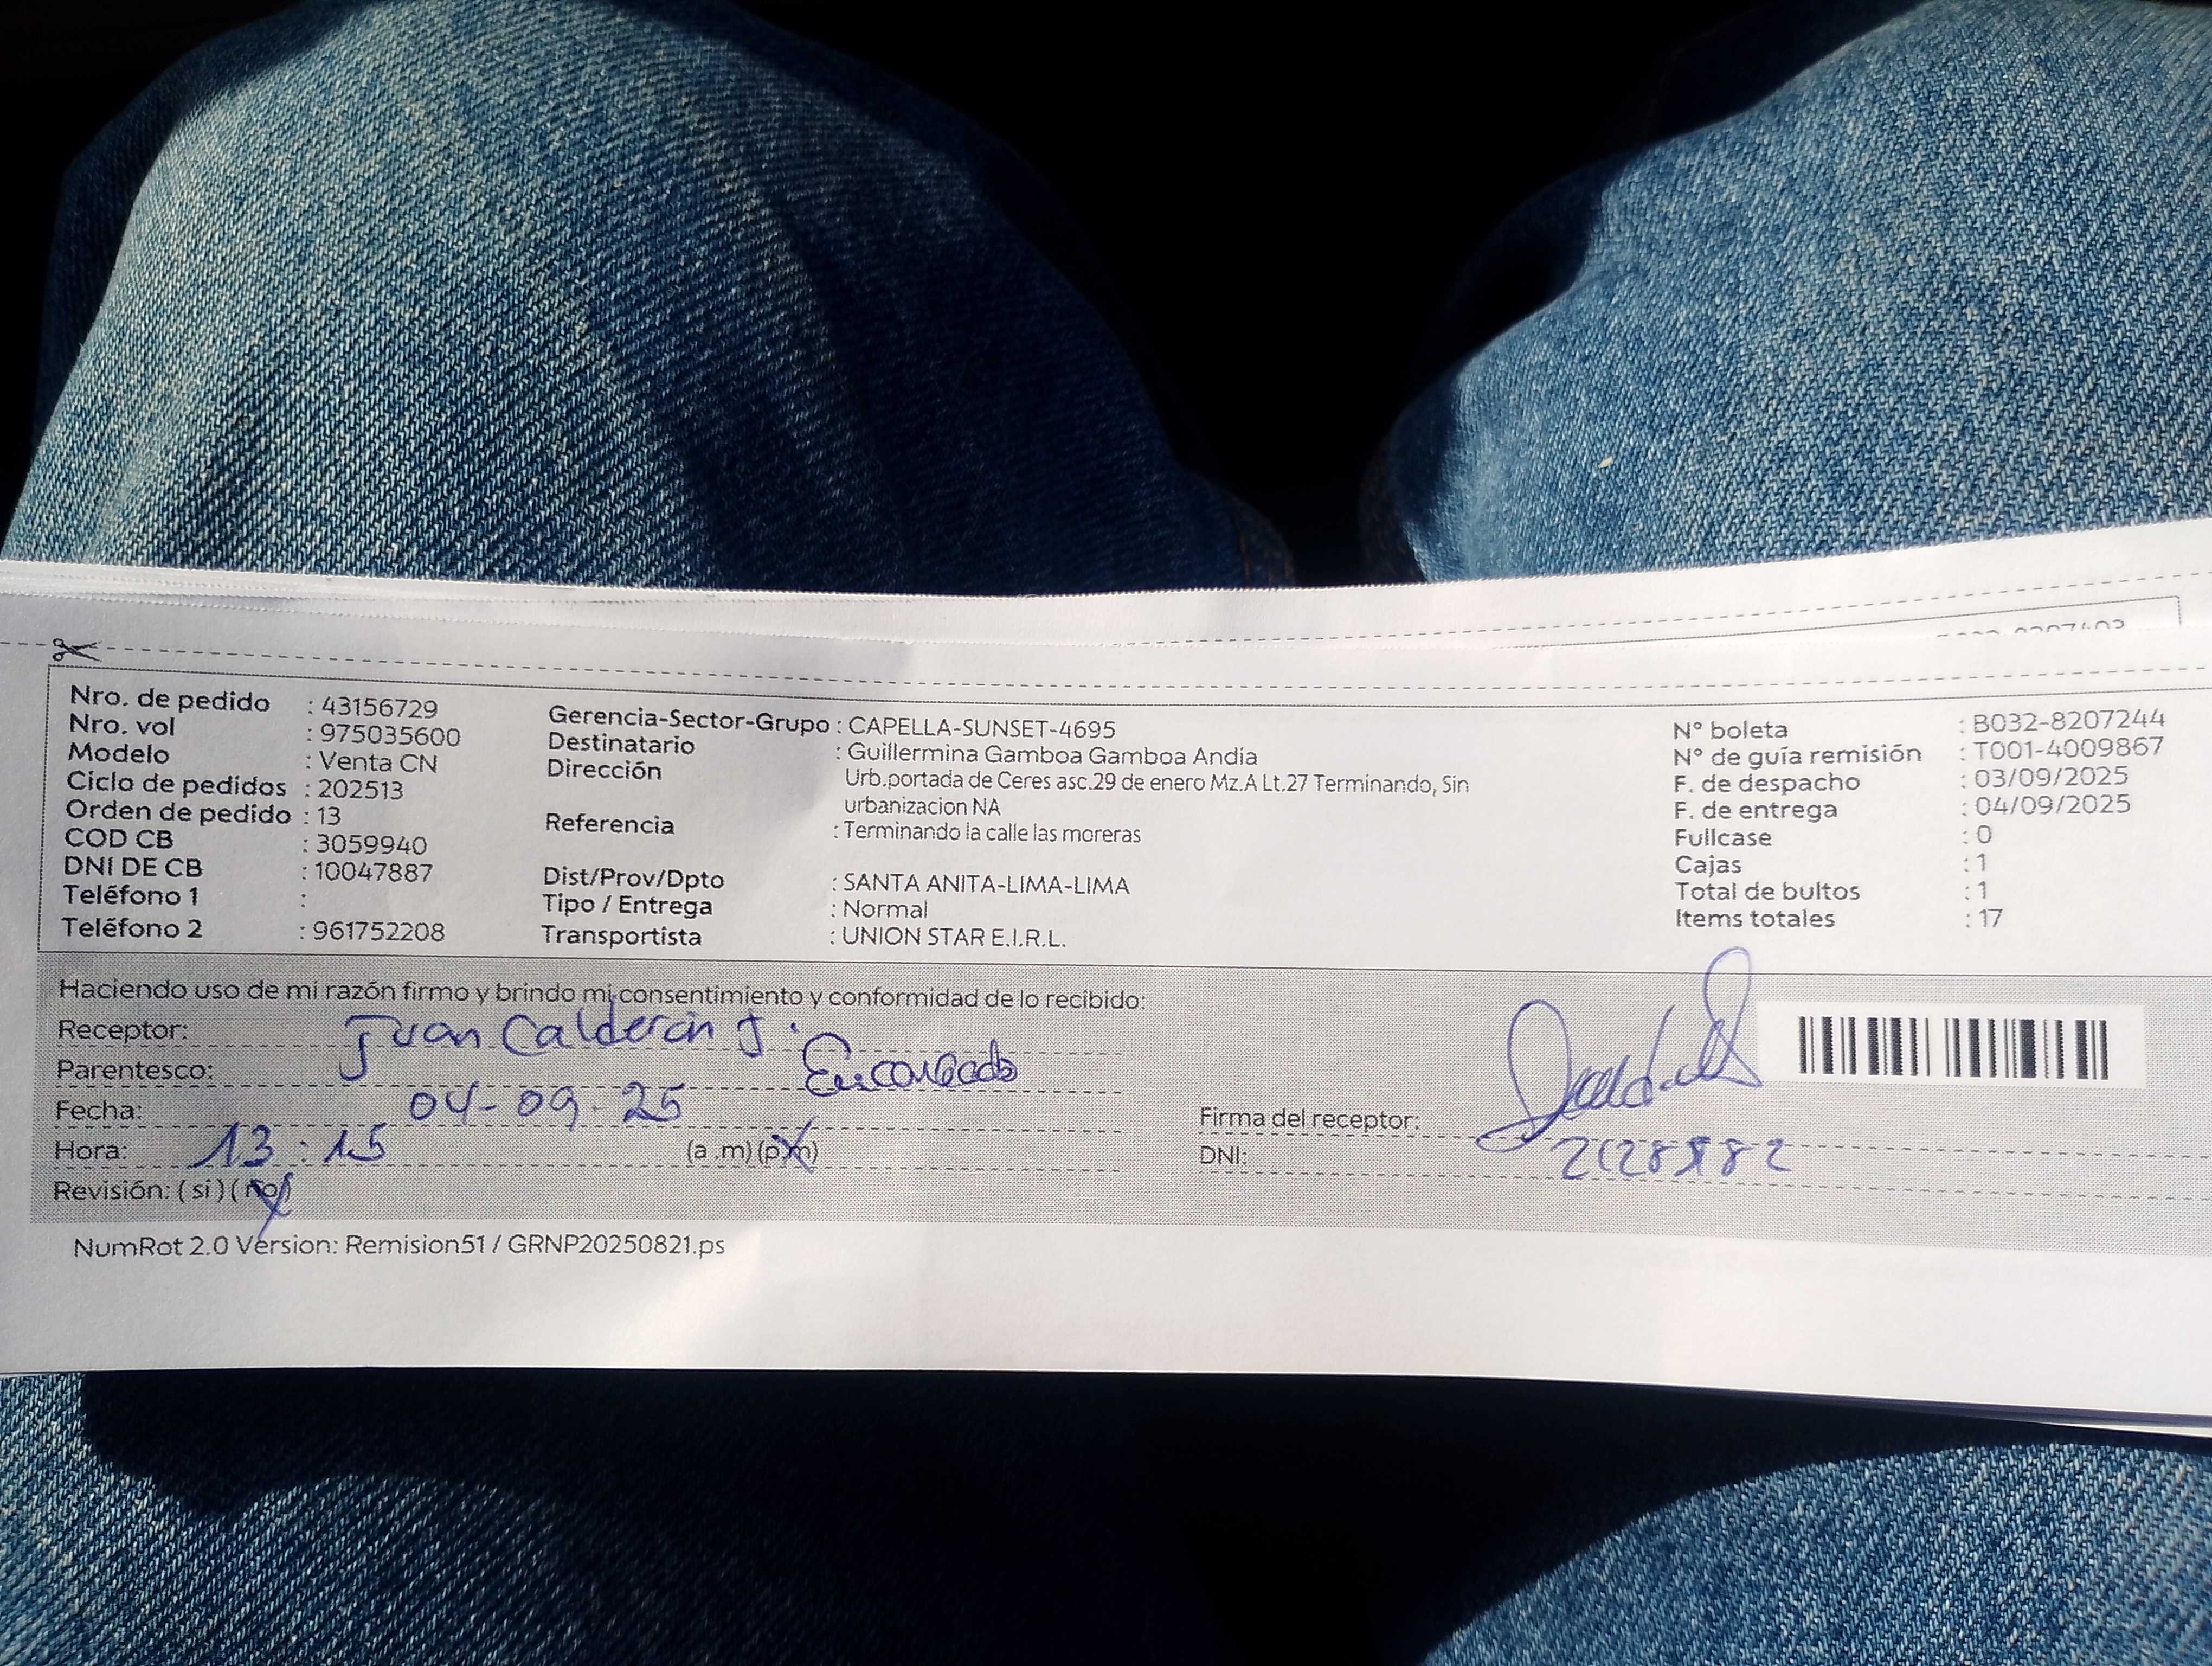 Nro. de pedido : 43156729
Nro. vol : 975035600
Modelo : Venta CN
Ciclo de pedidos : 202513
Orden de pedido : 13
COD CB : 3059940
DNI DE CB : 10047887
Teléfono 1 :
Teléfono 2 : 961752208
Gerencia-Sector-Grupo : CAPELLA-SUNSET-4695
Destinatario : Guillermina Gamboa Gamboa Andia
Dirección Urb.portada de Ceres asc.29 de enero Mz.A Lt.27 Terminando, Sin
urbanizacion NA
Referencia : Terminando la calle las moreras
Dist/Prov/Dpto : SANTA ANITA-LIMA-LIMA
Tipo / Entrega : Normal
Transportista : UNION STAR E.I.R.L.
N° boleta : B032-8207244
N° de guía remisión : T001-4009867
F. de despacho : 03/09/2025
F. de entrega : 04/09/2025
Fullcase : 0
Cajas : 1
Total de bultos : 1
Items totales : 17
Haciendo uso de mi razón firmo y brindo mi consentimiento y conformidad de lo recibido:
Receptor: Juan Calderon J.
Parentesco: Encargado
Fecha: 04-09-25
Hora: 13:15 (a .m) (p.m)
Revisión: ( si ) ( no )
Firma del receptor:
DNI:
NumRot 2.0 Version: Remision51 / GRNP20250821.ps